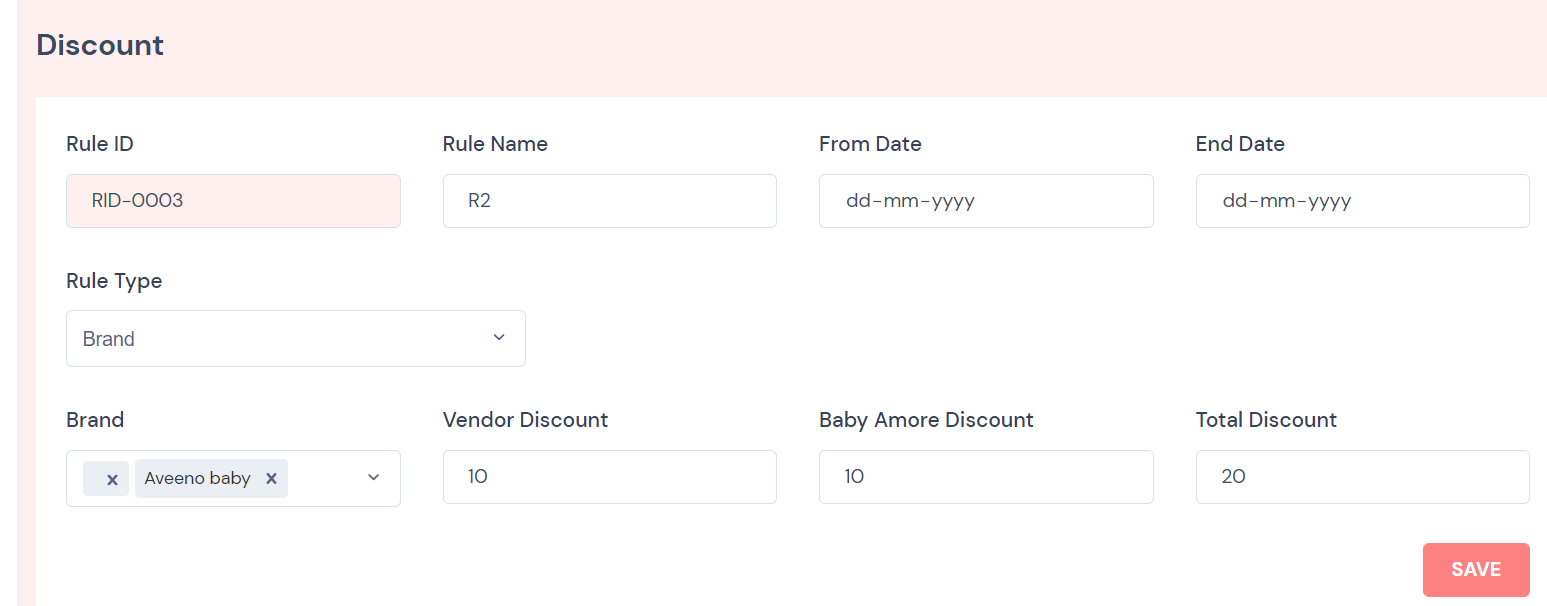 Discount
Rule ID Rule Name From Date End Date
RID-0003 R2 dd-mm-yyyy dd-mm-yyyy
Rule Type
Brand
Brand Vendor Discount Baby Amore Discount Total Discount
x Aveeno baby x 10 10 20
SAVE